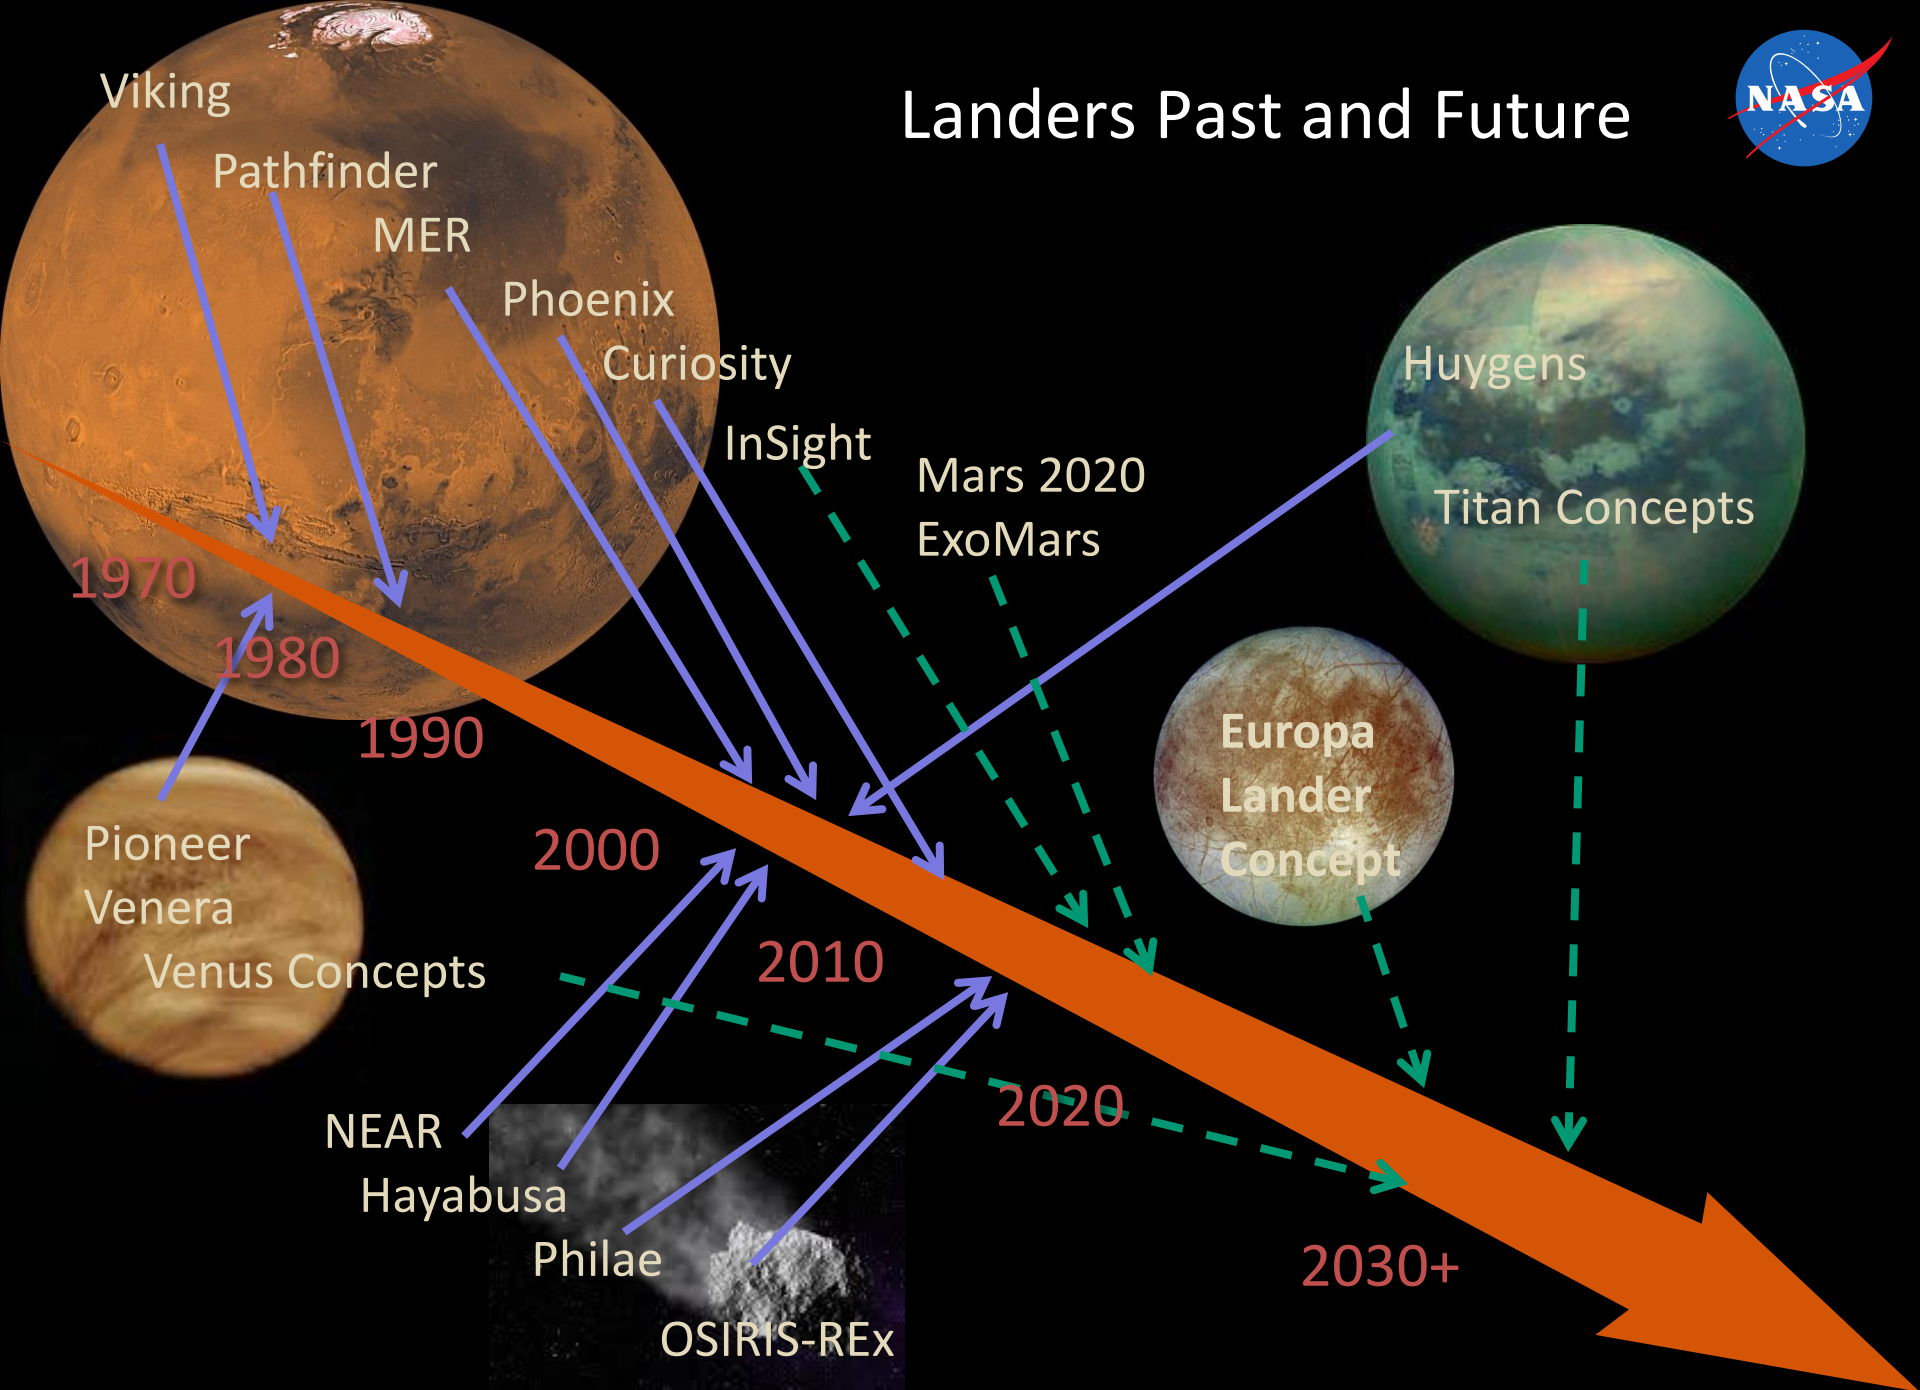 Landers Past and Future
NASA
Viking
Pathfinder
MER
Phoenix
Curiosity
InSight
Mars 2020
ExoMars
Huygens
Titan Concepts
Europa
Lander
Concept
1970
1980
1990
2000
2010
2020
2030+
Pioneer
Venera
Venus Concepts
NEAR
Hayabusa
Philae
OSIRIS-REx